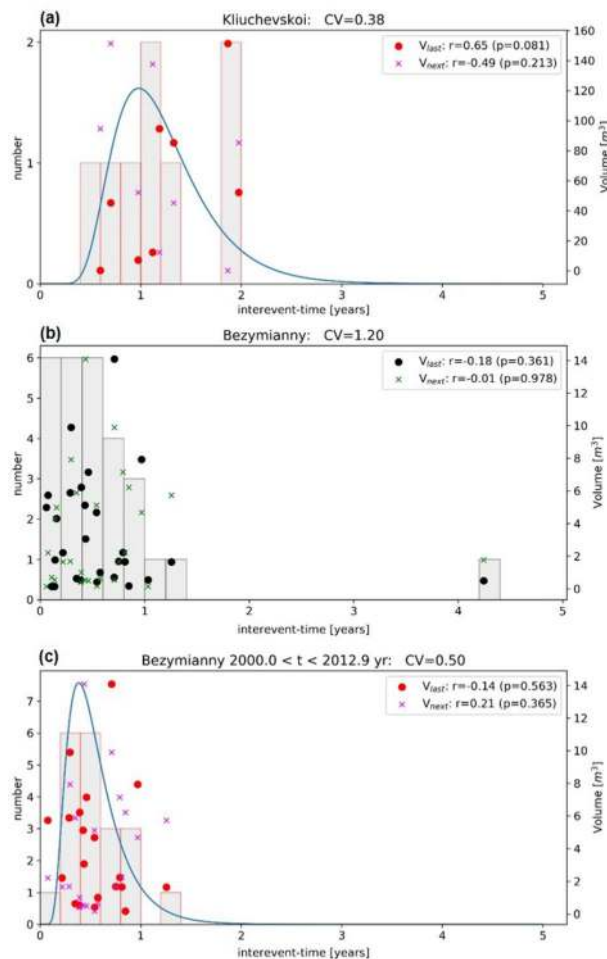 (a)
Kliuchevskoi: CV=0.38
V_last: r=0.65 (p=0.081)
V_next: r=-0.49 (p=0.213)
number
2
1
0
160
140
120
100
80
60
40
20
0
Volume [m³]
0 1 2 3 4 5
interevent-time [years]
(b)
Bezymianny: CV=1.20
V_last: r=-0.18 (p=0.361)
V_next: r=-0.01 (p=0.978)
number
6
5
4
3
2
1
0
14
12
10
8
6
4
2
0
Volume [m³]
0 1 2 3 4 5
interevent-time [years]
(c)
Bezymianny 2000.0 < t < 2012.9 yr: CV=0.50
V_last: r=-0.14 (p=0.563)
V_next: r=0.21 (p=0.365)
number
7
6
5
4
3
2
1
0
14
12
10
8
6
4
2
0
Volume [m³]
0 1 2 3 4 5
interevent-time [years]